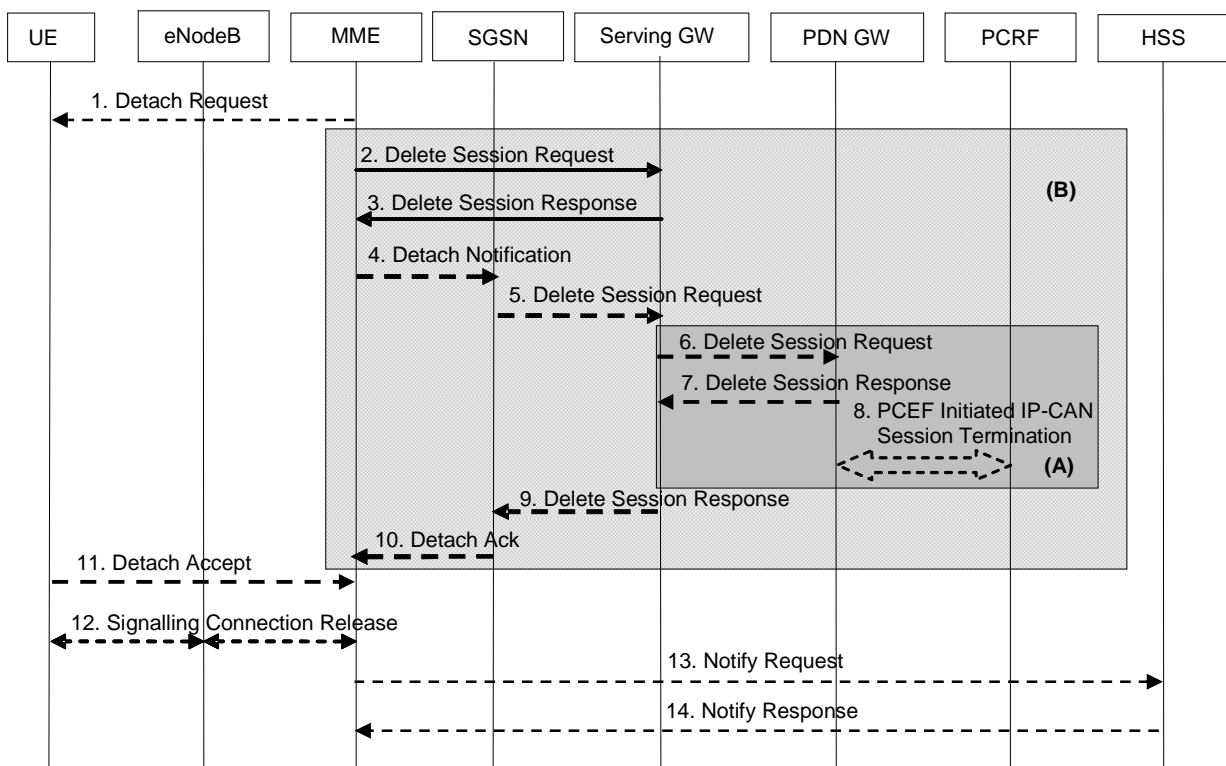 UE
eNodeB
MME
SGSN
Serving GW
PDN GW
PCRF
HSS
1. Detach Request
2. Delete Session Request
(B)
3. Delete Session Response
4. Detach Notification
5. Delete Session Request
6. Delete Session Request
7. Delete Session Response
8. PCEF Initiated IP-CAN
Session Termination
(A)
9. Delete Session Response
10. Detach Ack
11. Detach Accept
12. Signalling Connection Release
13. Notify Request
14. Notify Response